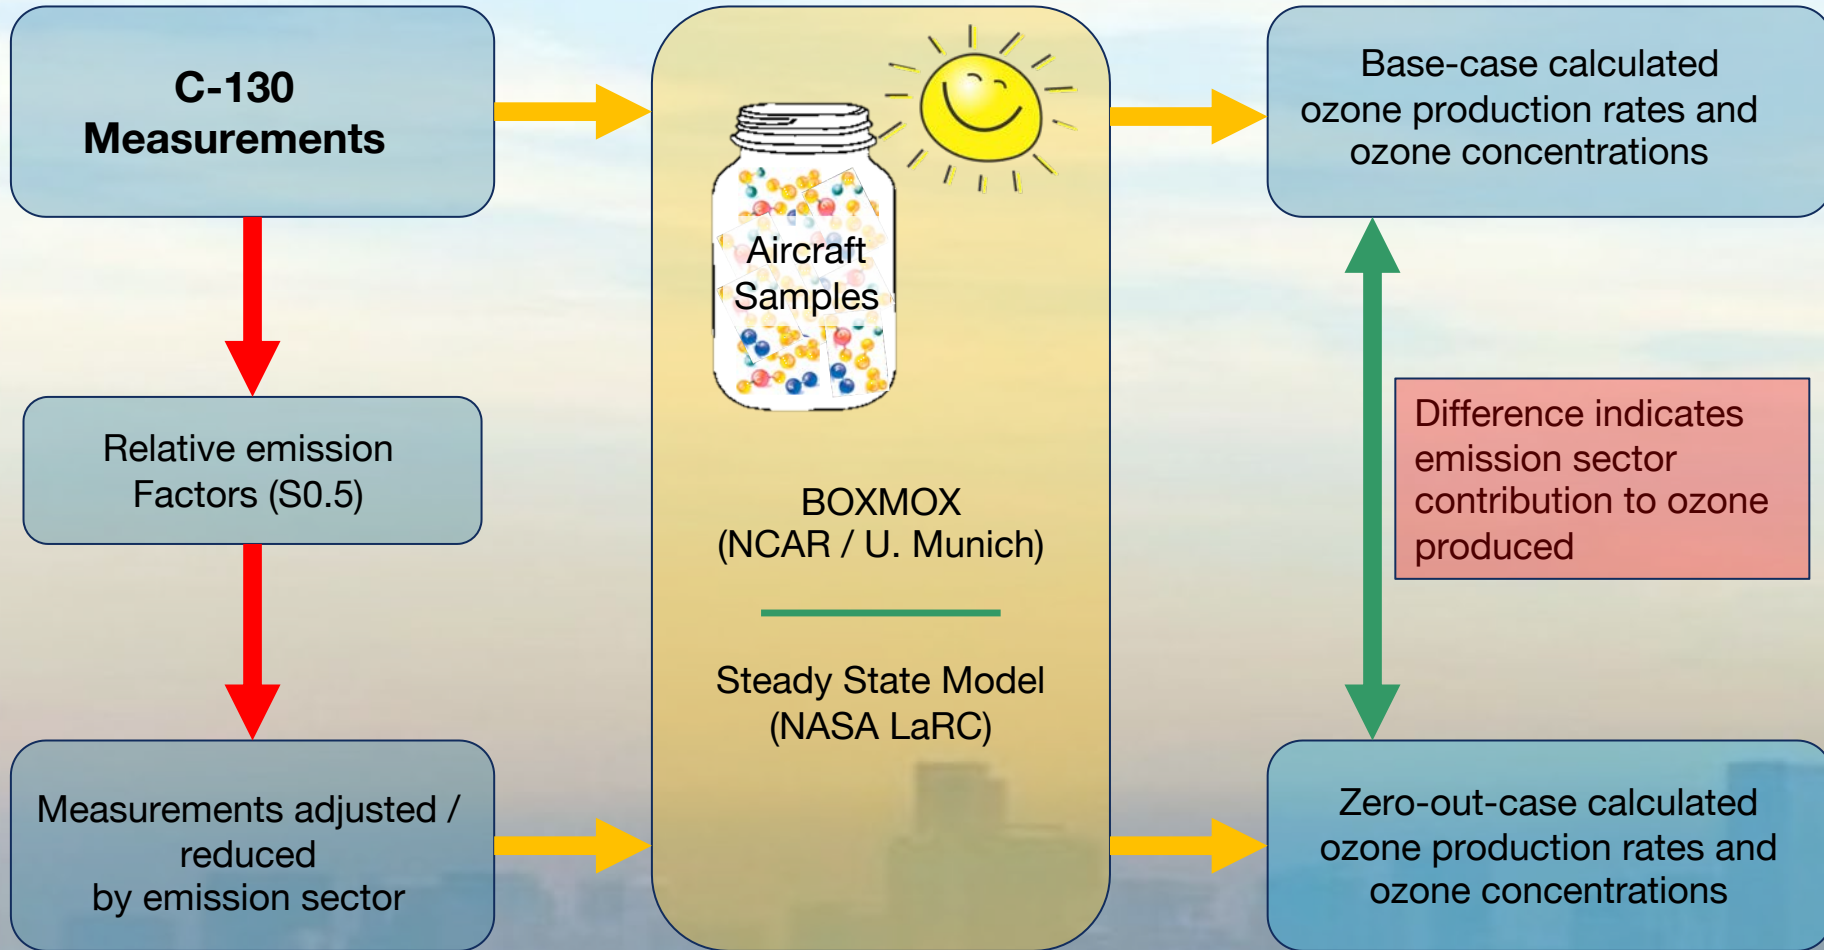 C-130
Measurements
Relative emission
Factors (S0.5)
Measurements adjusted /
reduced
by emission sector
Aircraft
Samples
BOXMOX
(NCAR / U. Munich)
Steady State Model
(NASA LaRC)
Base-case calculated
ozone production rates and
ozone concentrations
Difference indicates
emission sector
contribution to ozone
produced
Zero-out-case calculated
ozone production rates and
ozone concentrations